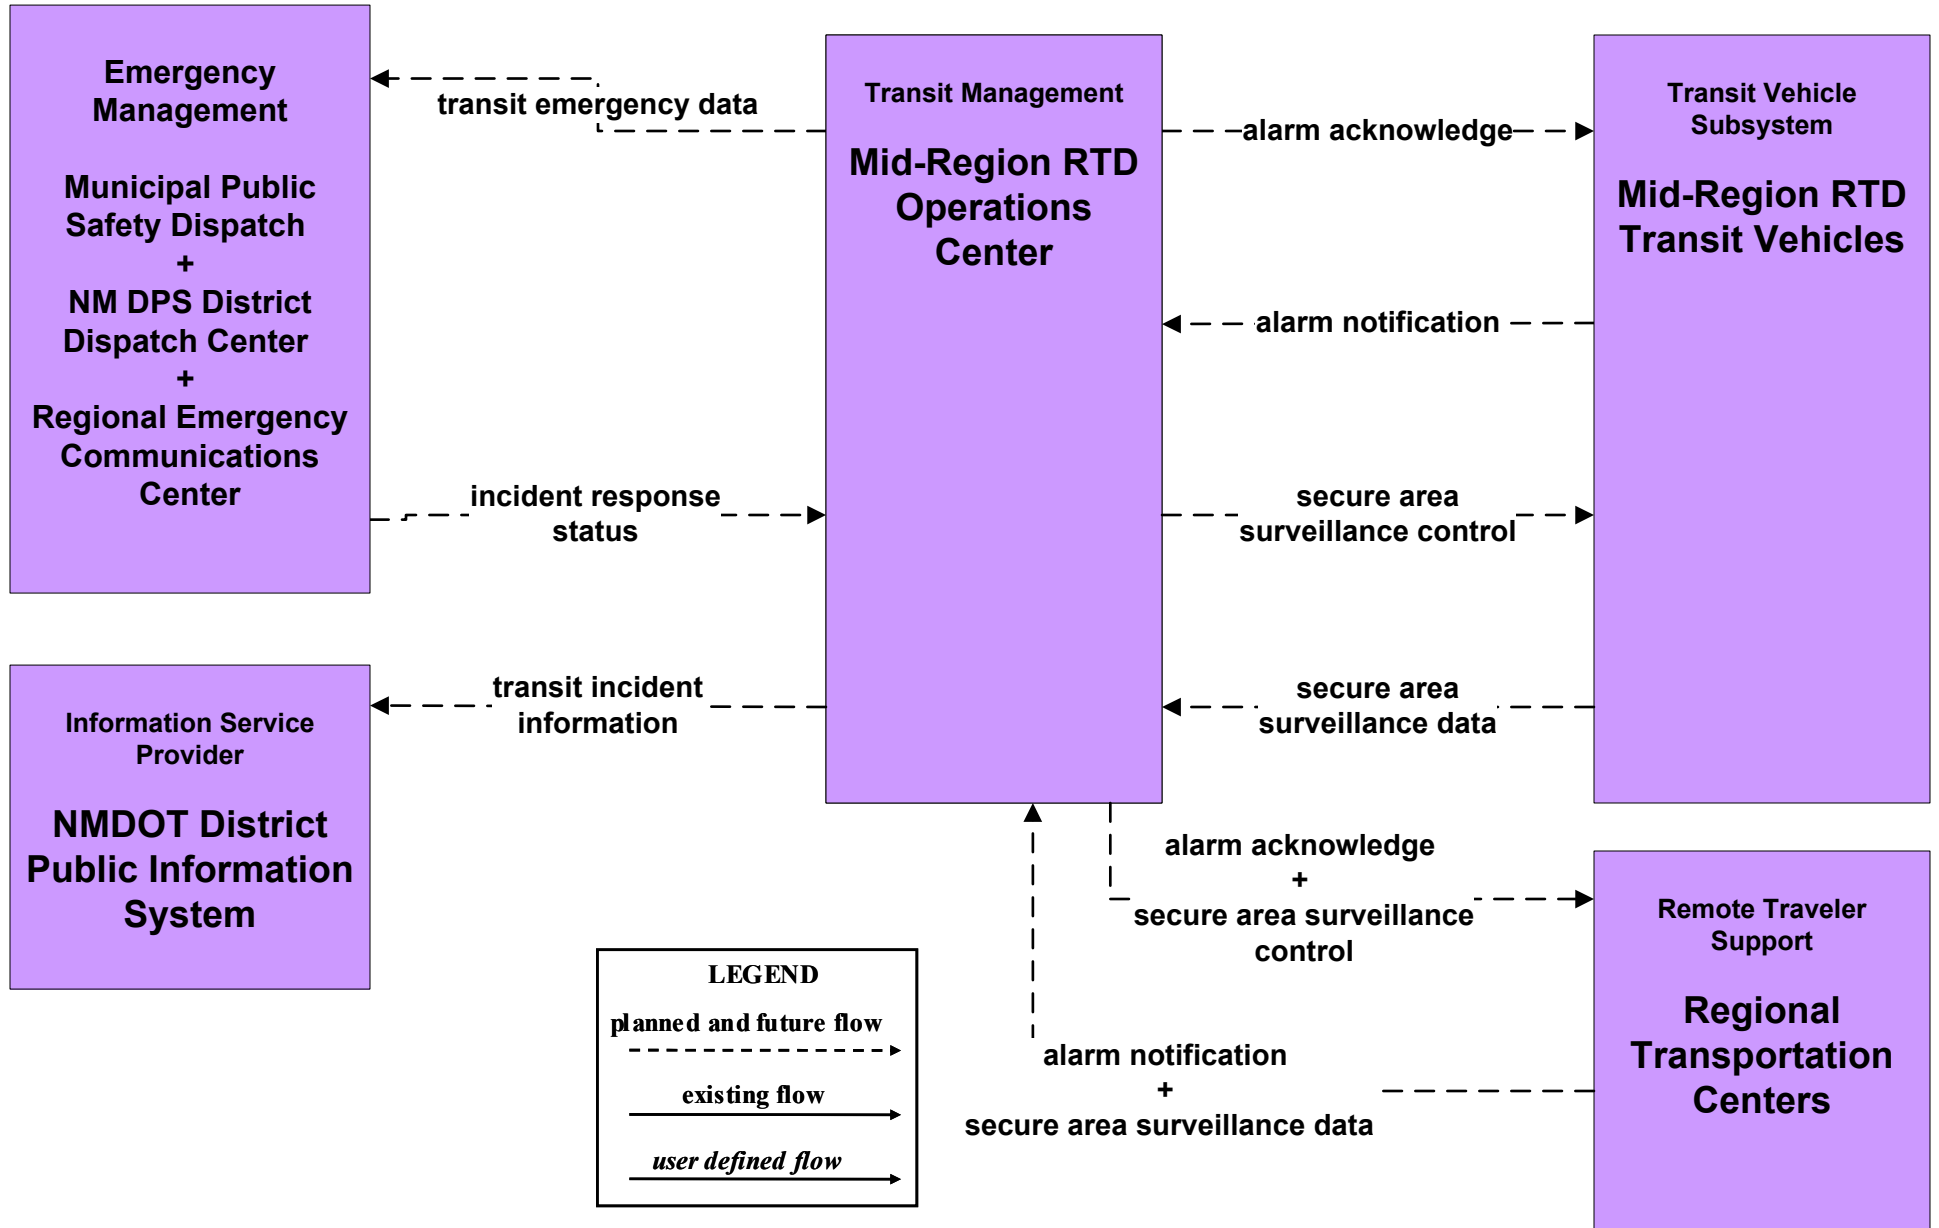 Emergency
Management
Municipal Public
Safety Dispatch
+
NM DPS District
Dispatch Center
+
Regional Emergency
Communications
Center
transit emergency data
incident response
status
Transit Management
Mid-Region RTD
Operations
Center
alarm acknowledge
alarm notification
secure area
surveillance control
secure area
surveillance data
Transit Vehicle
Subsystem
Mid-Region RTD
Transit Vehicles
Information Service
Provider
NMDOT District
Public Information
System
transit incident
information
alarm acknowledge
+
secure area surveillance
control
alarm notification
+
secure area surveillance data
Remote Traveler
Support
Regional
Transportation
Centers
LEGEND
planned and future flow
existing flow
user defined flow